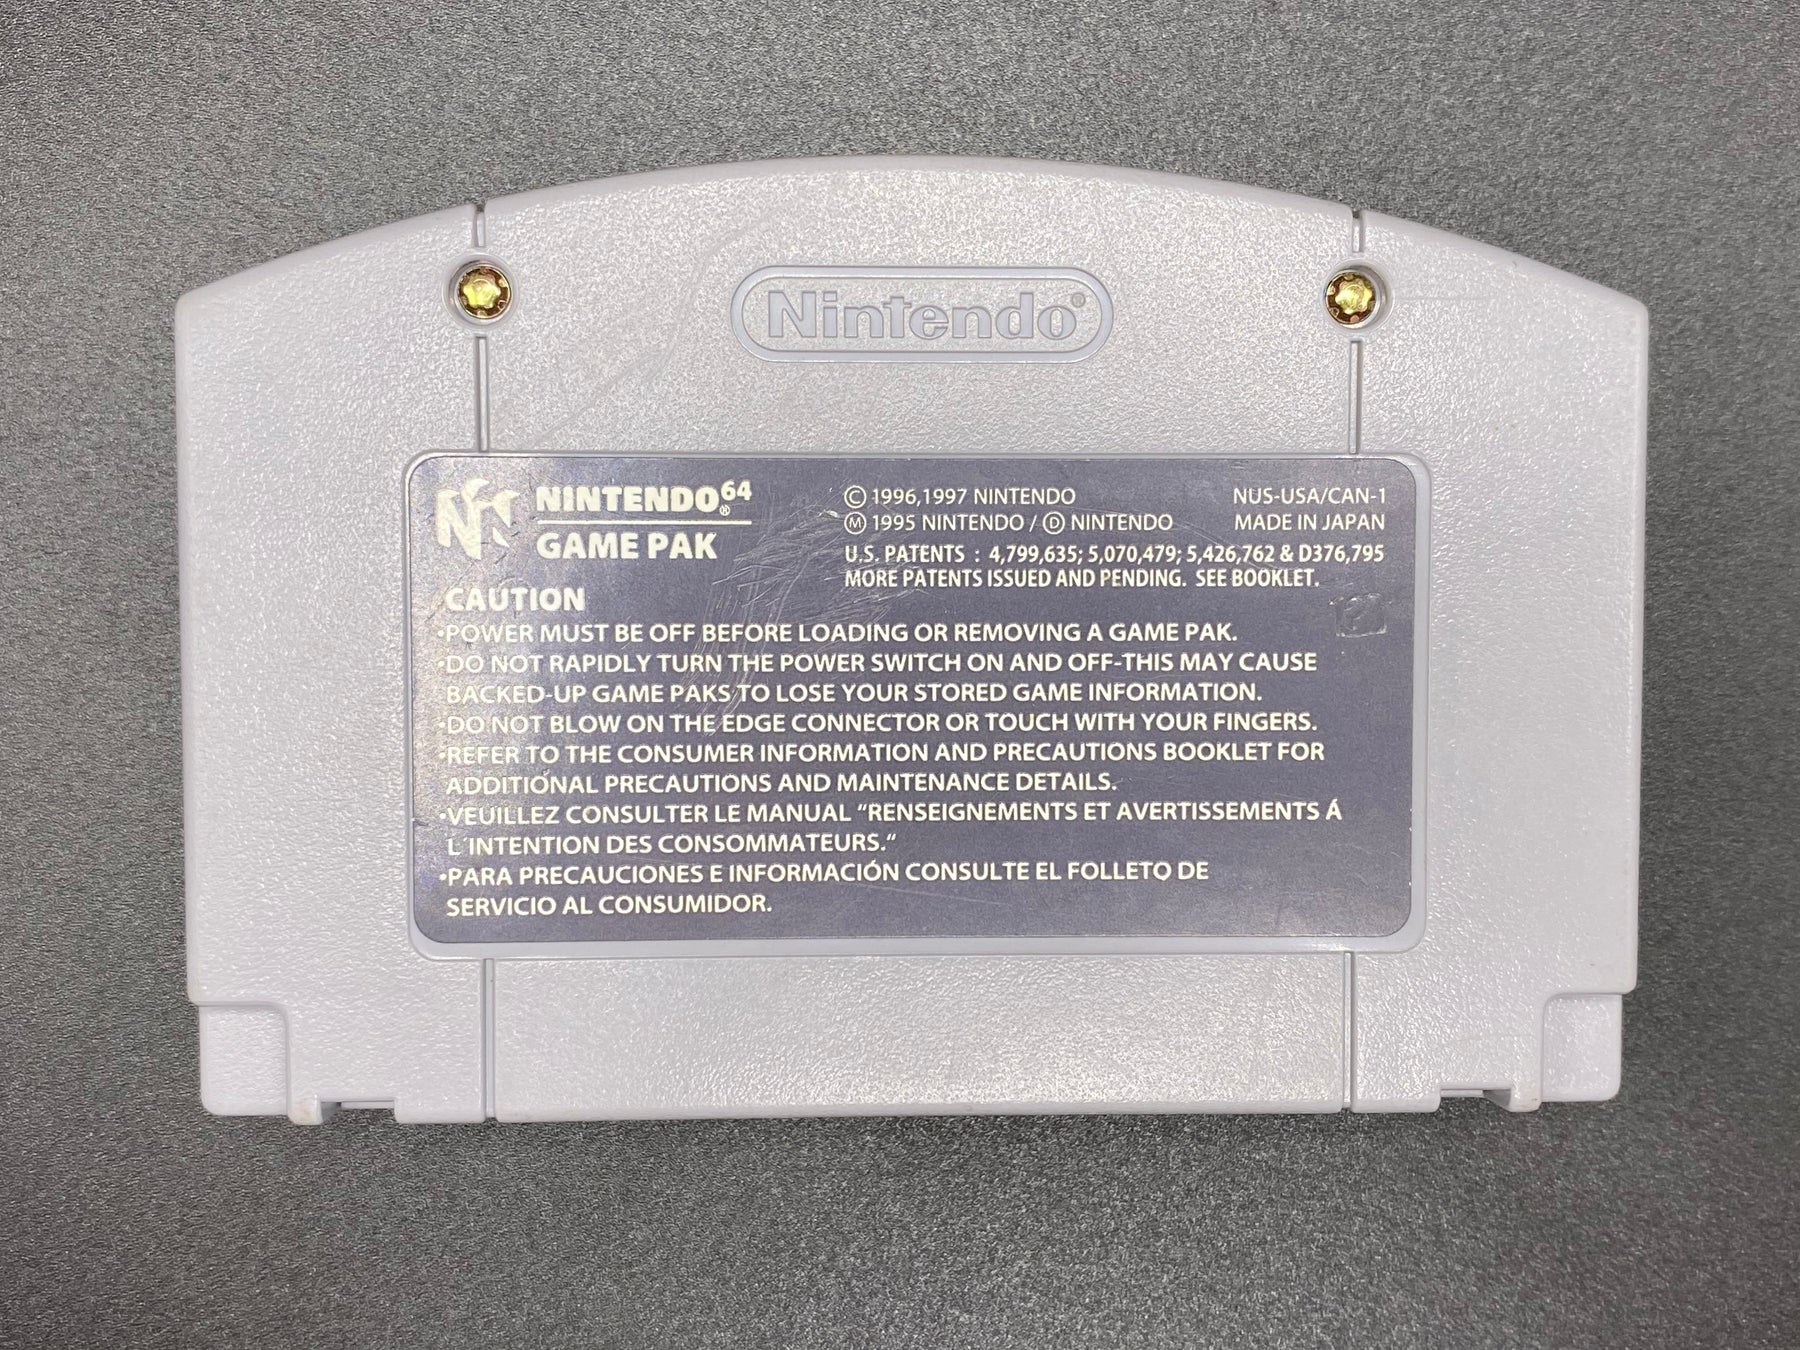 Nintendo®
NINTENDO®64
GAME PAK
© 1996,1997 NINTENDO
NUS-USA/CAN-1
Ⓜ 1995 NINTENDO / Ⓓ NINTENDO
MADE IN JAPAN
U.S. PATENTS : 4,799,635; 5,070,479; 5,426,762 & D376,795
MORE PATENTS ISSUED AND PENDING. SEE BOOKLET.
CAUTION
•POWER MUST BE OFF BEFORE LOADING OR REMOVING A GAME PAK.
•DO NOT RAPIDLY TURN THE POWER SWITCH ON AND OFF-THIS MAY CAUSE
BACKED-UP GAME PAKS TO LOSE YOUR STORED GAME INFORMATION.
•DO NOT BLOW ON THE EDGE CONNECTOR OR TOUCH WITH YOUR FINGERS.
•REFER TO THE CONSUMER INFORMATION AND PRECAUTIONS BOOKLET FOR
ADDITIONAL PRECAUTIONS AND MAINTENANCE DETAILS.
•VEUILLEZ CONSULTER LE MANUAL "RENSEIGNEMENTS ET AVERTISSEMENTS Á
L'INTENTION DES CONSOMMATEURS."
•PARA PRECAUCIONES E INFORMACIÓN CONSULTE EL FOLLETO DE
SERVICIO AL CONSUMIDOR.